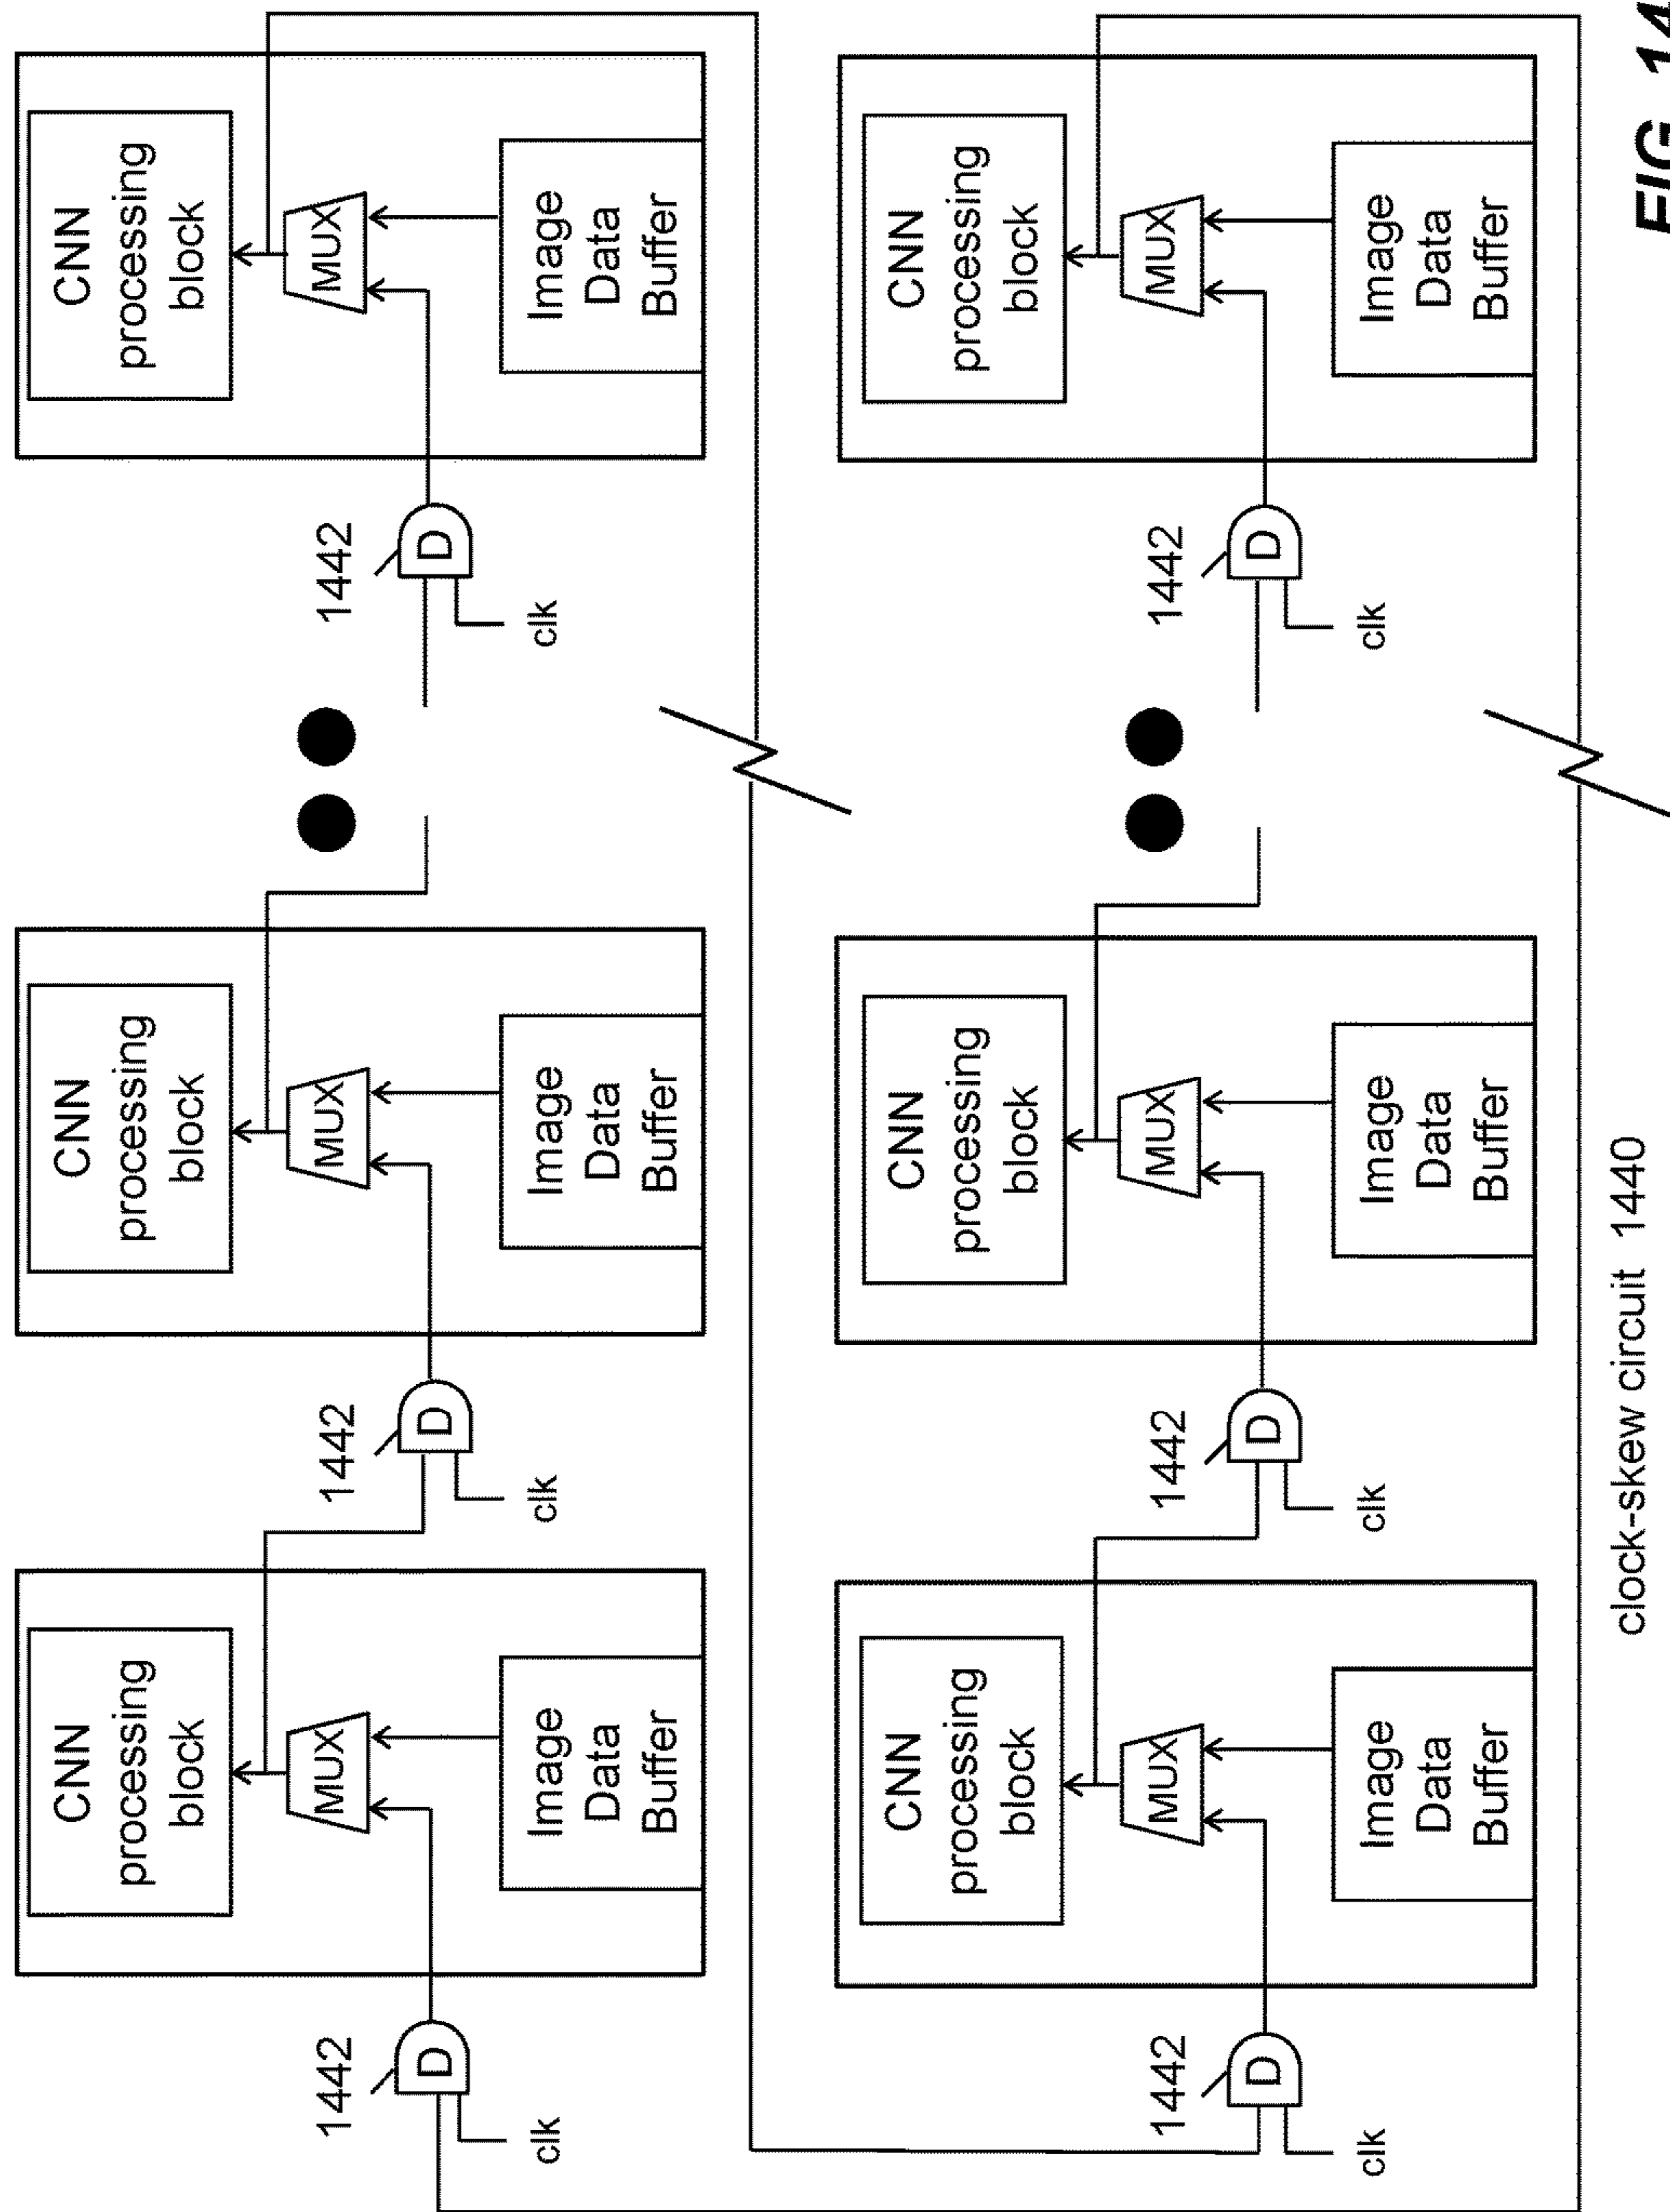 1442
D
clk
CNN
processing
block
MUX
Image
Data
Buffer
1442
D
clk
CNN
processing
block
MUX
Image
Data
Buffer
1442
D
clk
CNN
processing
block
MUX
Image
Data
Buffer
1442
D
clk
CNN
processing
block
MUX
Image
Data
Buffer
1442
D
clk
CNN
processing
block
MUX
Image
Data
Buffer
1442
D
clk
CNN
processing
block
MUX
Image
Data
Buffer
clock-skew circuit 1440
FIG. 14